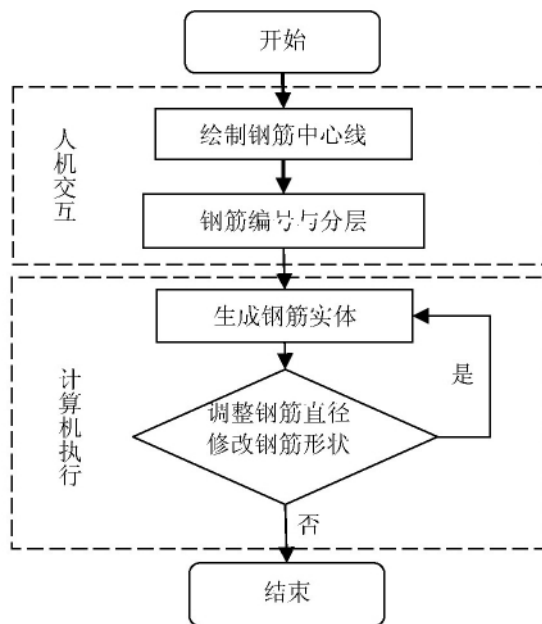 开始
人机交互
绘制钢筋中心线
钢筋编号与分层
计算机执行
生成钢筋实体
是
调整钢筋直径
修改钢筋形状
否
结束